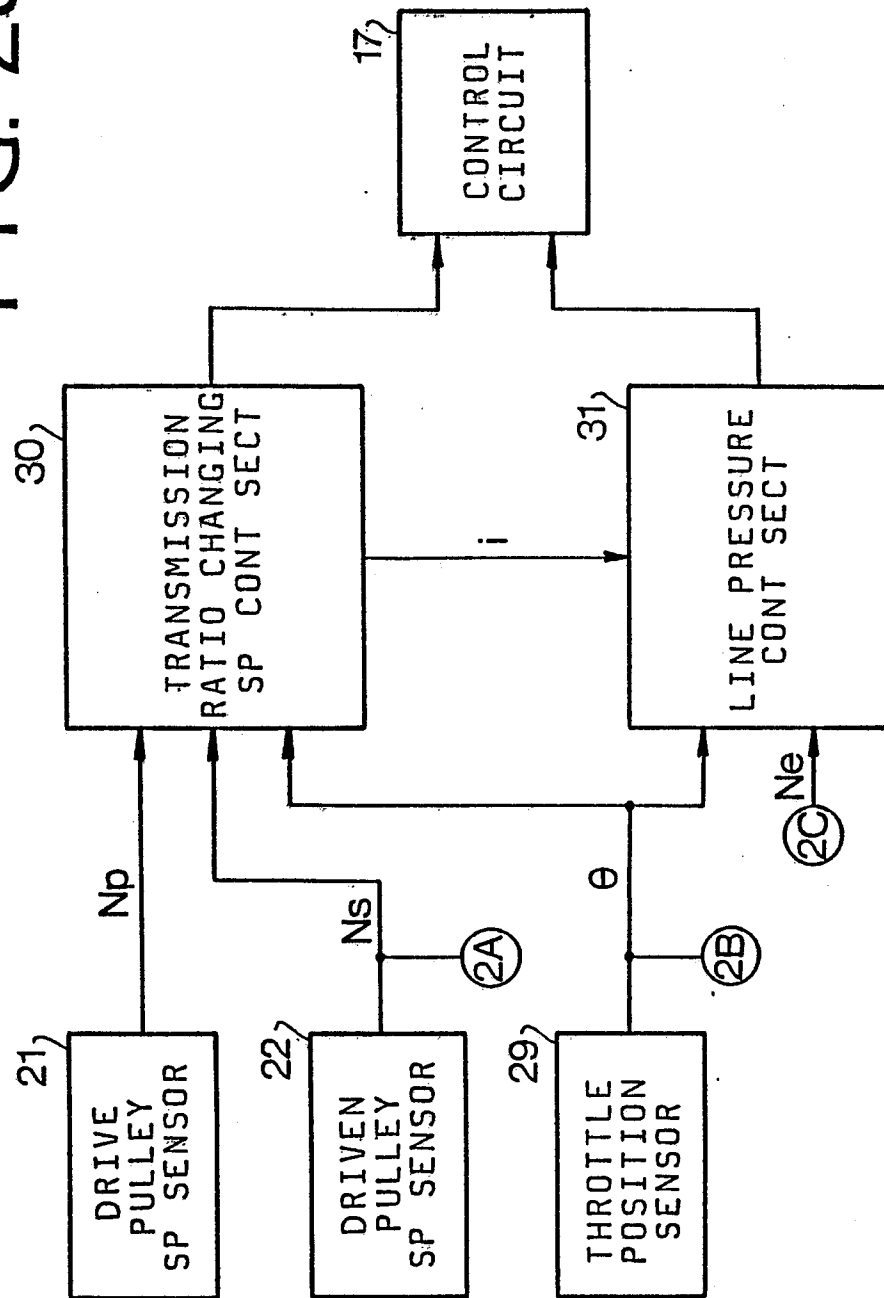 21
DRIVE
PULLEY
SP SENSOR
Np
22
DRIVEN
PULLEY
SP SENSOR
Ns
2A
29
THROTTLE
POSITION
SENSOR
θ
2B
30
TRANSMISSION
RATIO CHANGING
SP CONT SECT
i
31
LINE PRESSURE
CONT SECT
Ne
2C
17
CONTROL
CIRCUIT